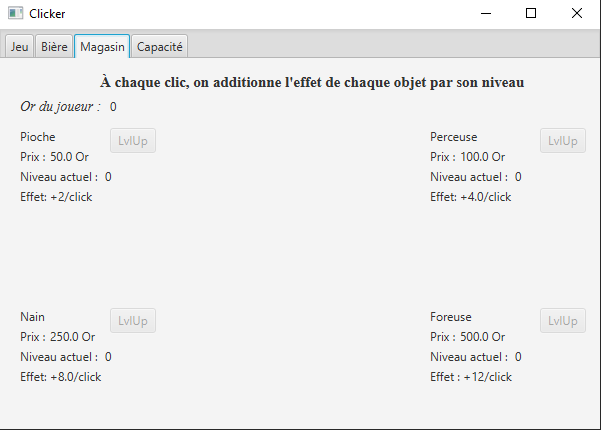 Clicker
Jeu Bière Magasin Capacité
À chaque clic, on additionne l'effet de chaque objet par son niveau
Or du joueur : 0
Pioche LvlUp
Prix : 50.0 Or
Niveau actuel : 0
Effet: +2/click
Perceuse LvlUp
Prix : 100.0 Or
Niveau actuel : 0
Effet: +4.0/click
Nain LvlUp
Prix : 250.0 Or
Niveau actuel : 0
Effet: +8.0/click
Foreuse LvlUp
Prix : 500.0 Or
Niveau actuel : 0
Effet : +12/click